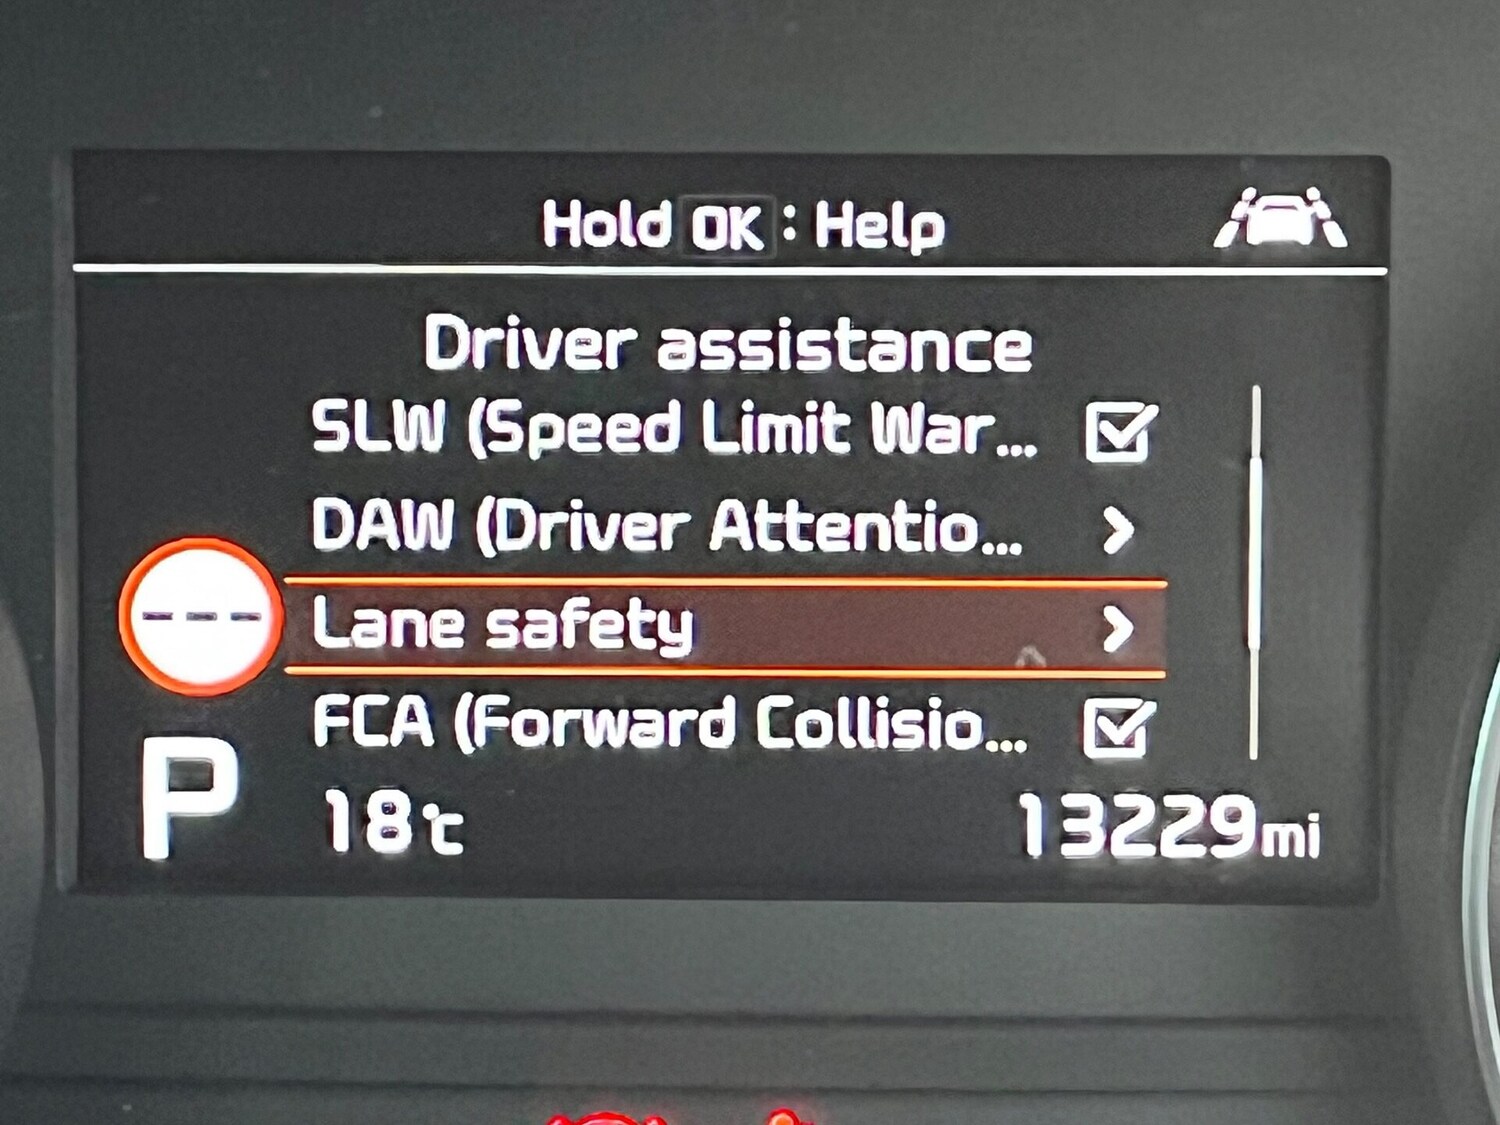 Hold OK : Help
Driver assistance
SLW (Speed Limit War...
DAW (Driver Attentio...
---
Lane safety
FCA (Forward Collisio...
P
18℃
13229mi